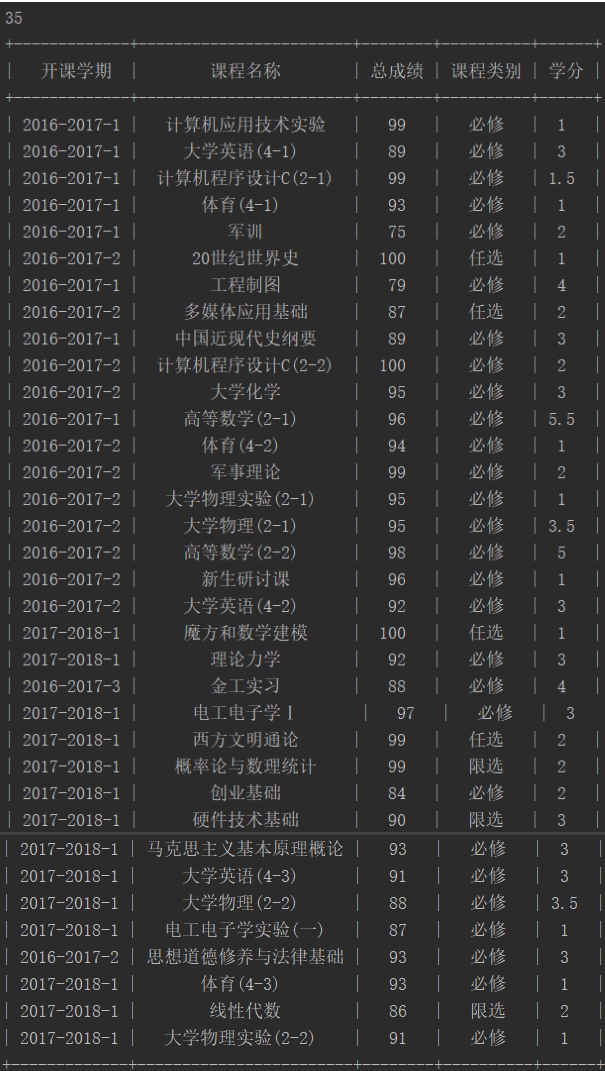 35
+-------------+------------------------+--------+----------+------+
| 开课学期 | 课程名称 | 总成绩 | 课程类别 | 学分 |
+-------------+------------------------+--------+----------+------+
| 2016-2017-1 | 计算机应用技术实验 | 99 | 必修 | 1 |
| 2016-2017-1 | 大学英语(4-1) | 89 | 必修 | 3 |
| 2016-2017-1 | 计算机程序设计C(2-1) | 99 | 必修 | 1.5 |
| 2016-2017-1 | 体育(4-1) | 93 | 必修 | 1 |
| 2016-2017-1 | 军训 | 75 | 必修 | 2 |
| 2016-2017-2 | 20世纪世界史 | 100 | 任选 | 1 |
| 2016-2017-1 | 工程制图 | 79 | 必修 | 4 |
| 2016-2017-2 | 多媒体应用基础 | 87 | 任选 | 2 |
| 2016-2017-1 | 中国近现代史纲要 | 89 | 必修 | 3 |
| 2016-2017-2 | 计算机程序设计C(2-2) | 100 | 必修 | 2 |
| 2016-2017-2 | 大学化学 | 95 | 必修 | 3 |
| 2016-2017-1 | 高等数学(2-1) | 96 | 必修 | 5.5 |
| 2016-2017-2 | 体育(4-2) | 94 | 必修 | 1 |
| 2016-2017-2 | 军事理论 | 99 | 必修 | 2 |
| 2016-2017-2 | 大学物理实验(2-1) | 95 | 必修 | 1 |
| 2016-2017-2 | 大学物理(2-1) | 95 | 必修 | 3.5 |
| 2016-2017-2 | 高等数学(2-2) | 98 | 必修 | 5 |
| 2016-2017-2 | 新生研讨课 | 96 | 必修 | 1 |
| 2016-2017-2 | 大学英语(4-2) | 92 | 必修 | 3 |
| 2017-2018-1 | 魔方和数学建模 | 100 | 任选 | 1 |
| 2017-2018-1 | 理论力学 | 92 | 必修 | 3 |
| 2016-2017-3 | 金工实习 | 88 | 必修 | 4 |
| 2017-2018-1 | 电工电子学Ⅰ | 97 | 必修 | 3
| 2017-2018-1 | 西方文明通论 | 99 | 任选 | 2 |
| 2017-2018-1 | 概率论与数理统计 | 99 | 限选 | 2 |
| 2017-2018-1 | 创业基础 | 84 | 必修 | 2 |
| 2017-2018-1 | 硬件技术基础 | 90 | 限选 | 3 |
| 2017-2018-1 | 马克思主义基本原理概论 | 93 | 必修 | 3 |
| 2017-2018-1 | 大学英语(4-3) | 91 | 必修 | 3 |
| 2017-2018-1 | 大学物理(2-2) | 88 | 必修 | 3.5 |
| 2017-2018-1 | 电工电子学实验(一) | 87 | 必修 | 1 |
| 2016-2017-2 | 思想道德修养与法律基础 | 93 | 必修 | 3 |
| 2017-2018-1 | 体育(4-3) | 93 | 必修 | 1 |
| 2017-2018-1 | 线性代数 | 86 | 限选 | 2 |
| 2017-2018-1 | 大学物理实验(2-2) | 91 | 必修 | 1 |
+-------------+------------------------+--------+----------+------+